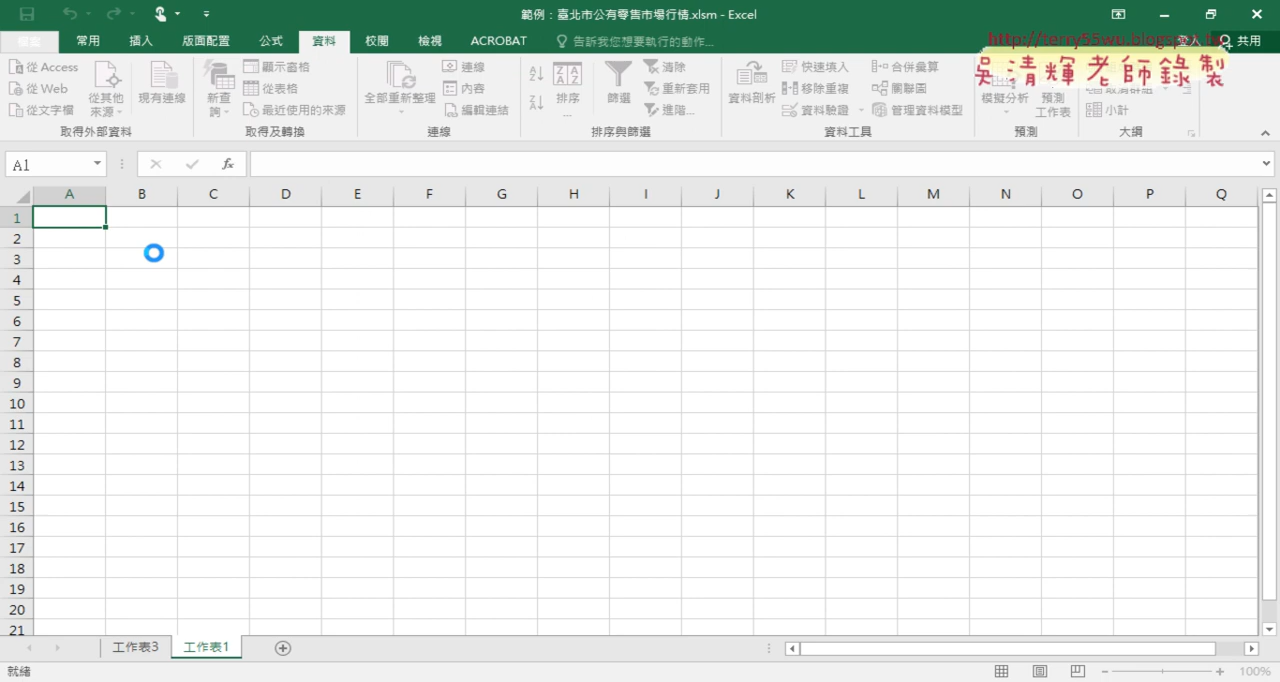 範例：臺北市公有零售市場行情.xlsm - Excel
http://terry55wu.blogspot.tw
登入 共用
吳清輝老師錄製
檔案 常用 插入 版面配置 公式 資料 校閱 檢視 ACROBAT 告訴我您想要執行的動作...
從 Access
從 Web
從文字檔
從其他來源
現有連線
取得外部資料
新查詢
顯示查詢
從表格
最近使用的來源
取得及轉換
全部重新整理
連線
內容
編輯連結
連線
排序
篩選
清除
重新套用
進階...
排序與篩選
資料剖析
快速填入
移除重複
資料驗證
合併彙算
關聯圖
管理資料模型
資料工具
模擬分析
預測工作表
預測
取消群組
小計
大綱
A1 fx
A B C D E F G H I J K L M N O P Q
1
2
3
4
5
6
7
8
9
10
11
12
13
14
15
16
17
18
19
20
21
工作表3 工作表1
就緒 100%